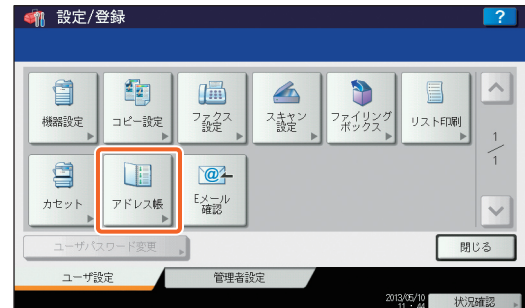 設定/登録
?
機器設定
コピー設定
ファクス
設定
スキャン
設定
ファイリング
ボックス
リスト印刷
1
1
カセット
アドレス帳
Eメール
確認
ユーザパスワード変更
閉じる
ユーザ設定
管理者設定
2013/05/10
11:44
状況確認